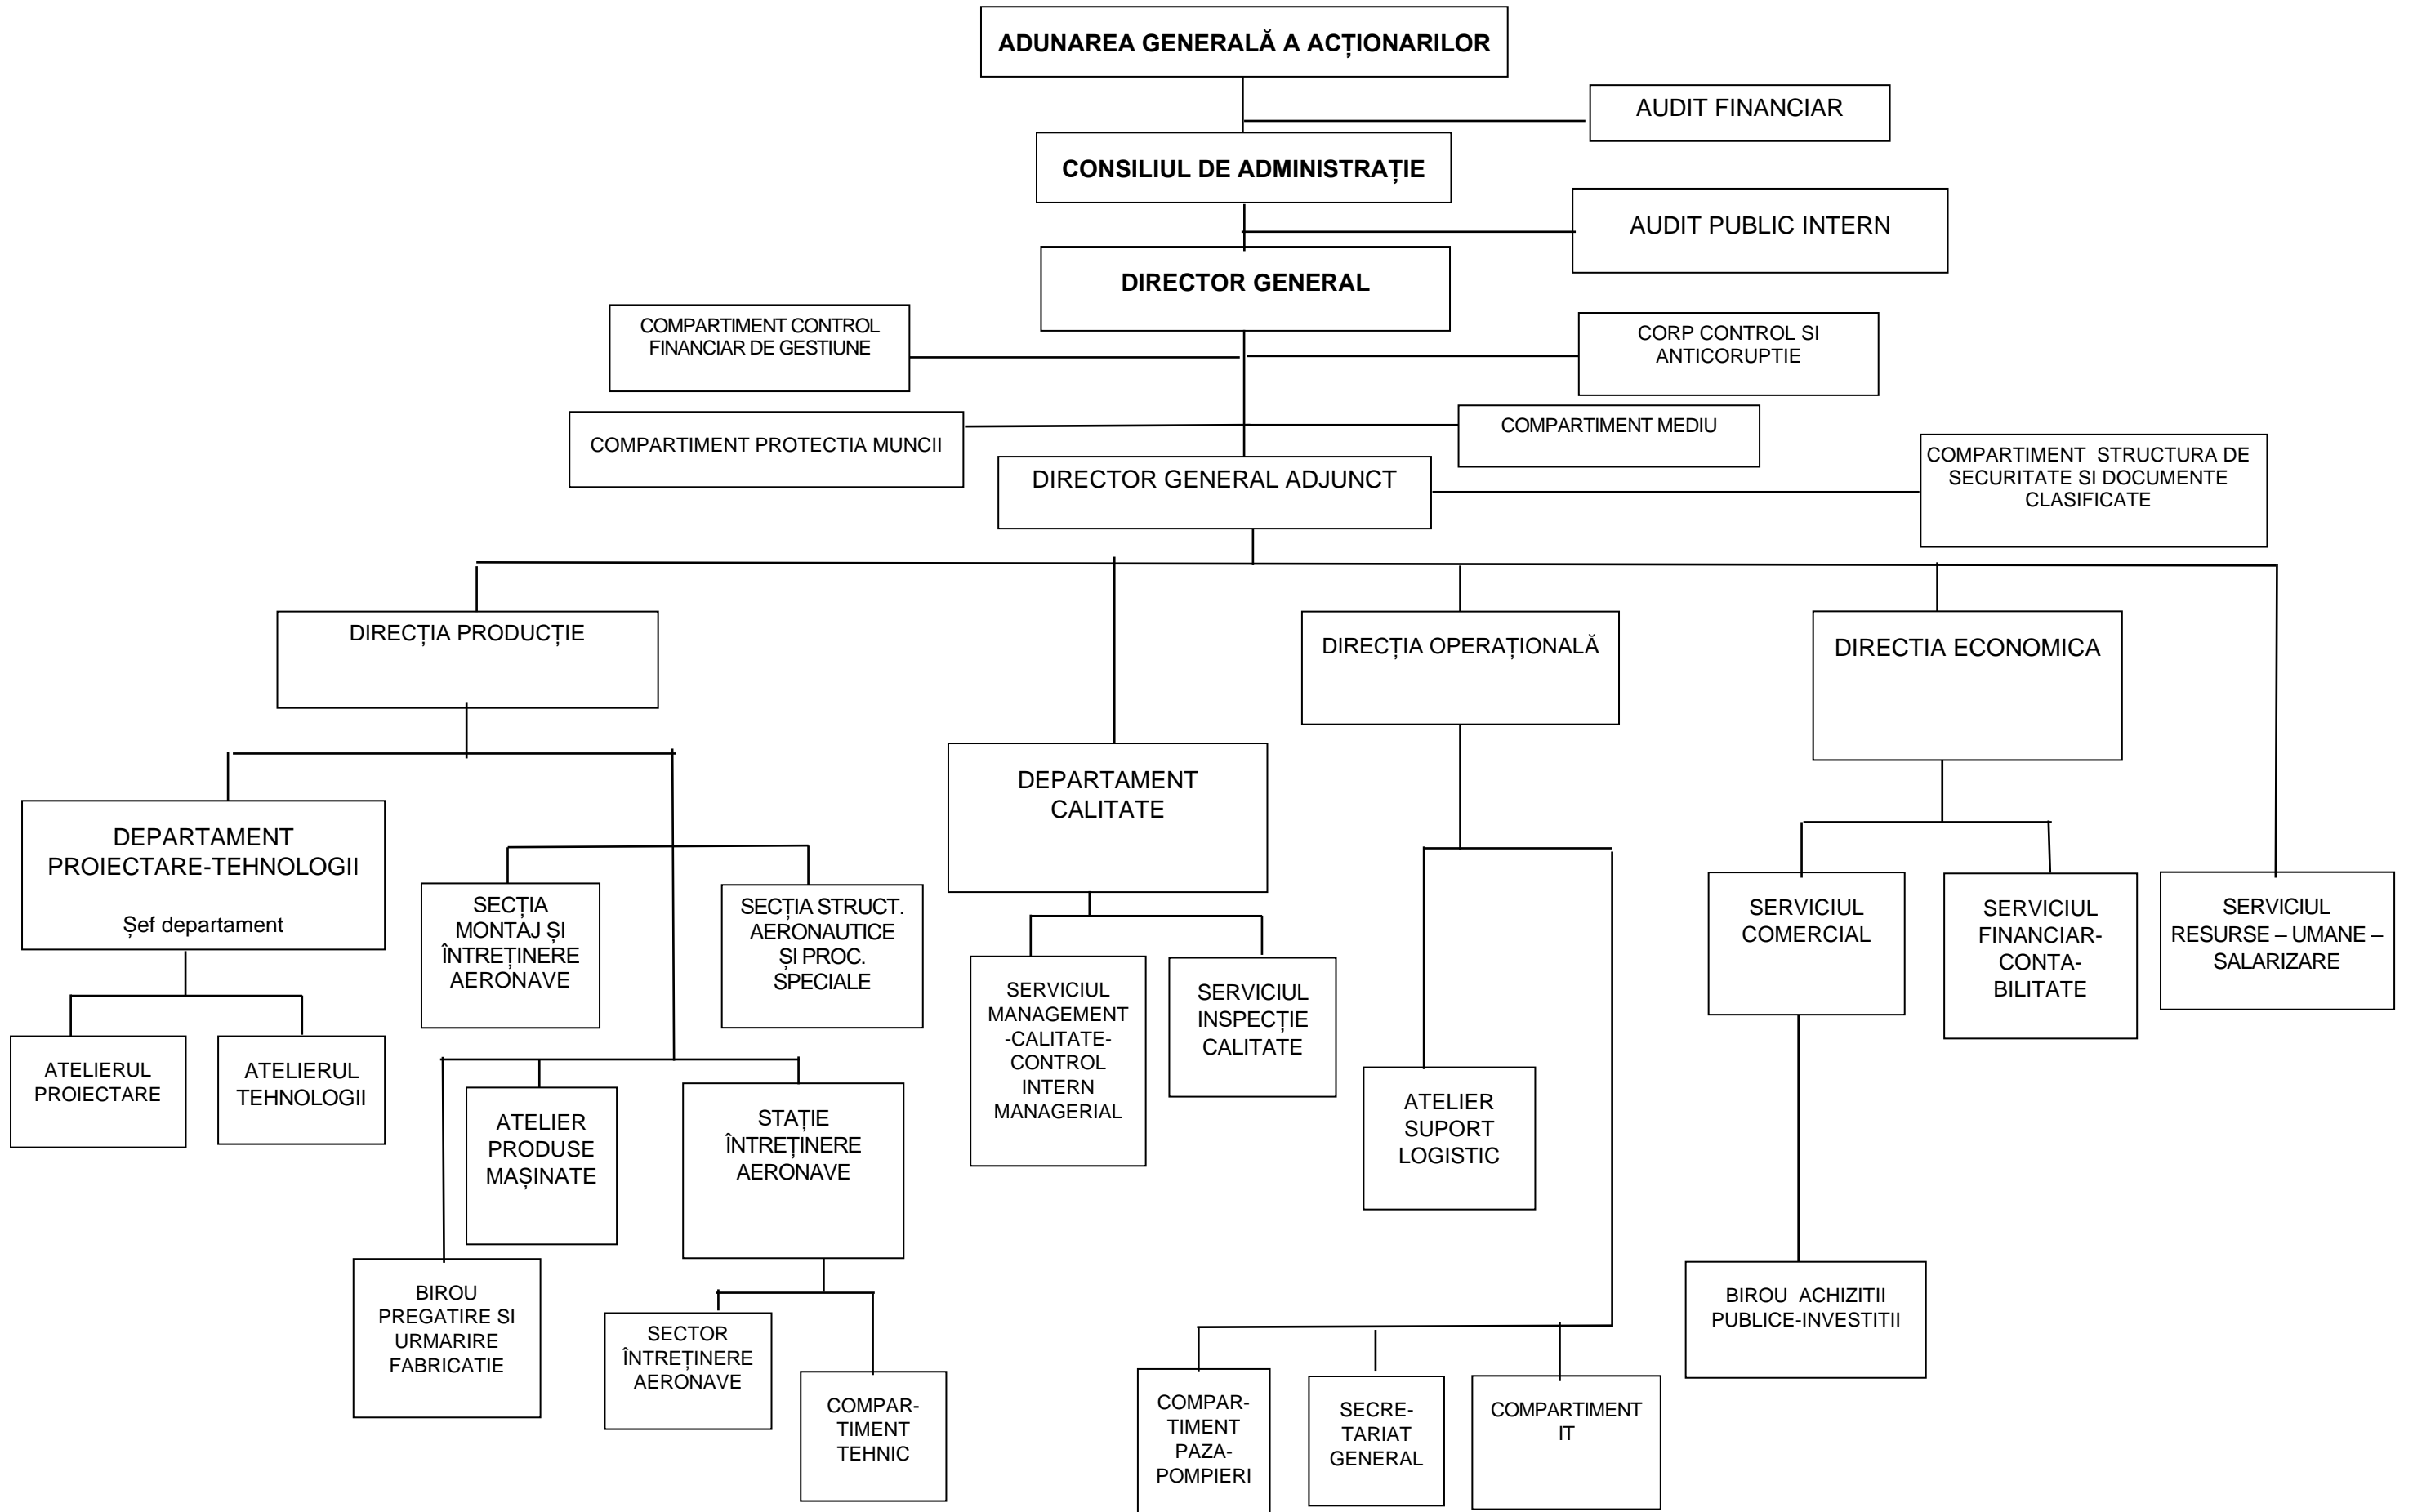 ADUNAREA GENERALĂ A ACȚIONARILOR
AUDIT FINANCIAR
CONSILIUL DE ADMINISTRAȚIE
AUDIT PUBLIC INTERN
DIRECTOR GENERAL
COMPARTIMENT CONTROL
FINANCIAR DE GESTIUNE
CORP CONTROL SI
ANTICORUPTIE
COMPARTIMENT PROTECTIA MUNCII
COMPARTIMENT MEDIU
DIRECTOR GENERAL ADJUNCT
COMPARTIMENT STRUCTURA DE
SECURITATE SI DOCUMENTE
CLASIFICATE
DIRECȚIA PRODUCȚIE
DIRECȚIA OPERAȚIONALĂ
DIRECTIA ECONOMICA
DEPARTAMENT
CALITATE
DEPARTAMENT
PROIECTARE-TEHNOLOGII
Șef departament
SECȚIA
MONTAJ ȘI
ÎNTREȚINERE
AERONAVE
SECȚIA STRUCT.
AERONAUTICE
ȘI PROC.
SPECIALE
SERVICIUL
COMERCIAL
SERVICIUL
FINANCIAR-
CONTA-
BILITATE
SERVICIUL
RESURSE – UMANE –
SALARIZARE
SERVICIUL
MANAGEMENT
-CALITATE-
CONTROL
INTERN
MANAGERIAL
SERVICIUL
INSPECȚIE
CALITATE
ATELIERUL
PROIECTARE
ATELIERUL
TEHNOLOGII
ATELIER
PRODUSE
MAȘINATE
STAȚIE
ÎNTREȚINERE
AERONAVE
ATELIER
SUPORT
LOGISTIC
BIROU
PREGATIRE SI
URMARIRE
FABRICATIE
SECTOR
ÎNTREȚINERE
AERONAVE
COMPAR-
TIMENT
TEHNIC
COMPAR-
TIMENT
PAZA-
POMPIERI
SECRE-
TARIAT
GENERAL
COMPARTIMENT
IT
BIROU ACHIZITII
PUBLICE-INVESTITII